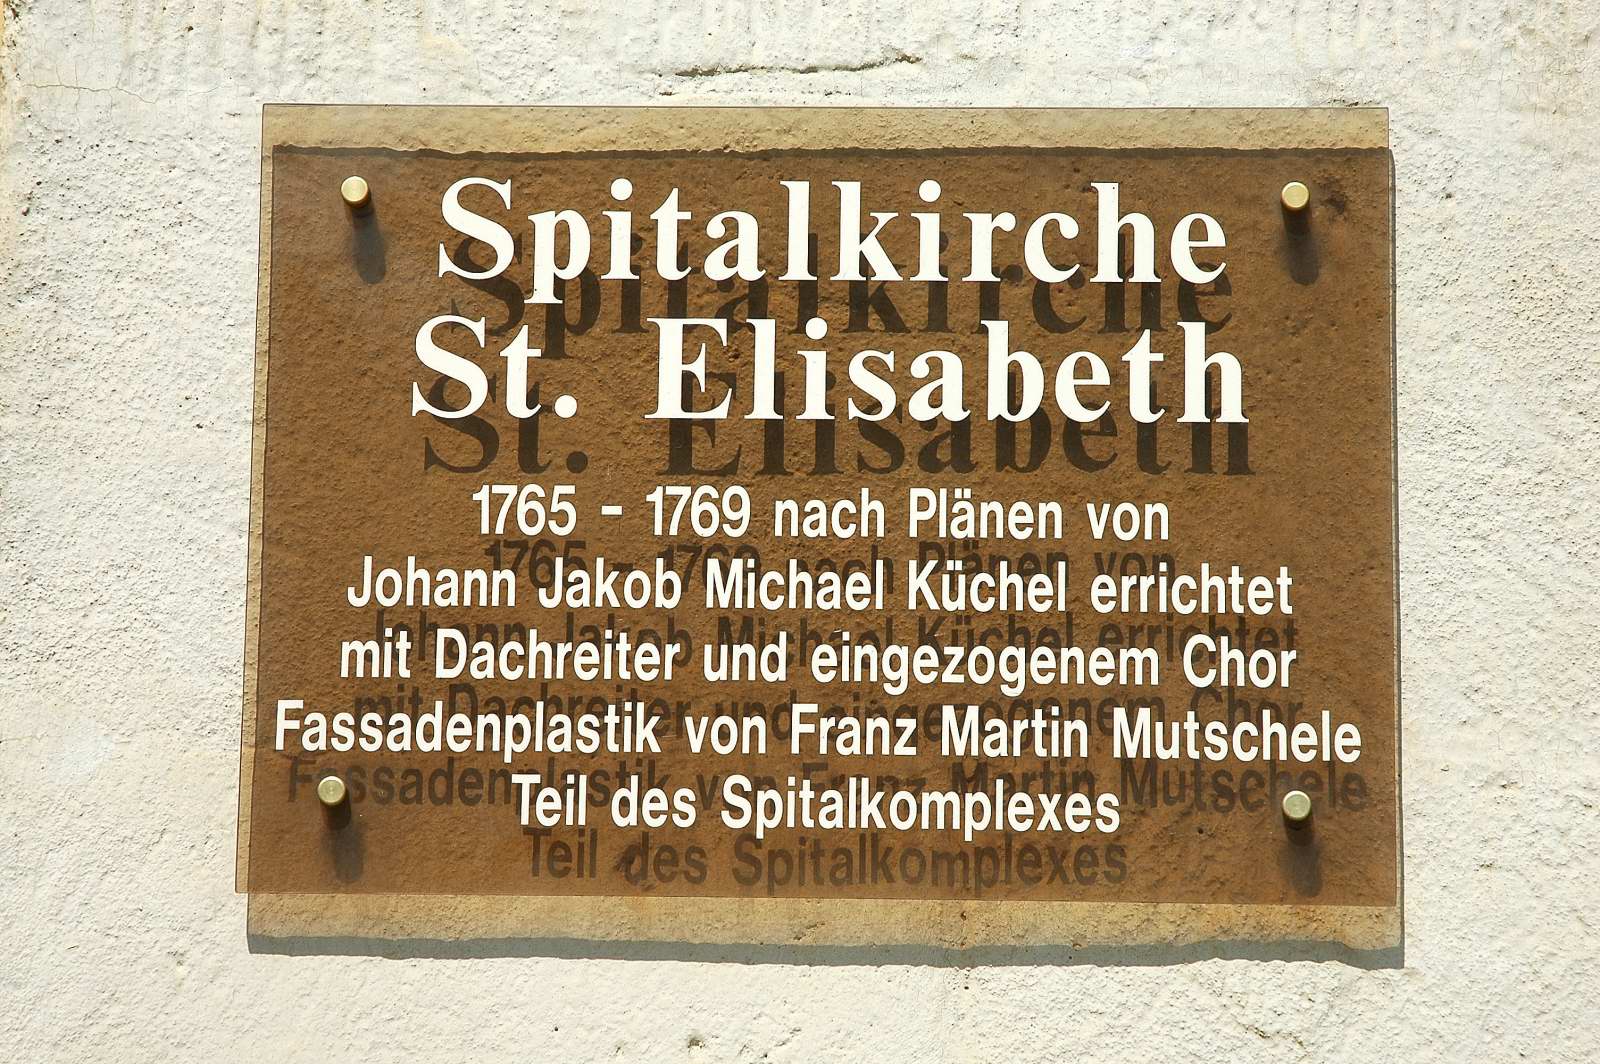 Spitalkirche
St. Elisabeth
1765 - 1769 nach Plänen von
Johann Jakob Michael Küchel errichtet
mit Dachreiter und eingezogenem Chor
Fassadenplastik von Franz Martin Mutschele
Teil des Spitalkomplexes